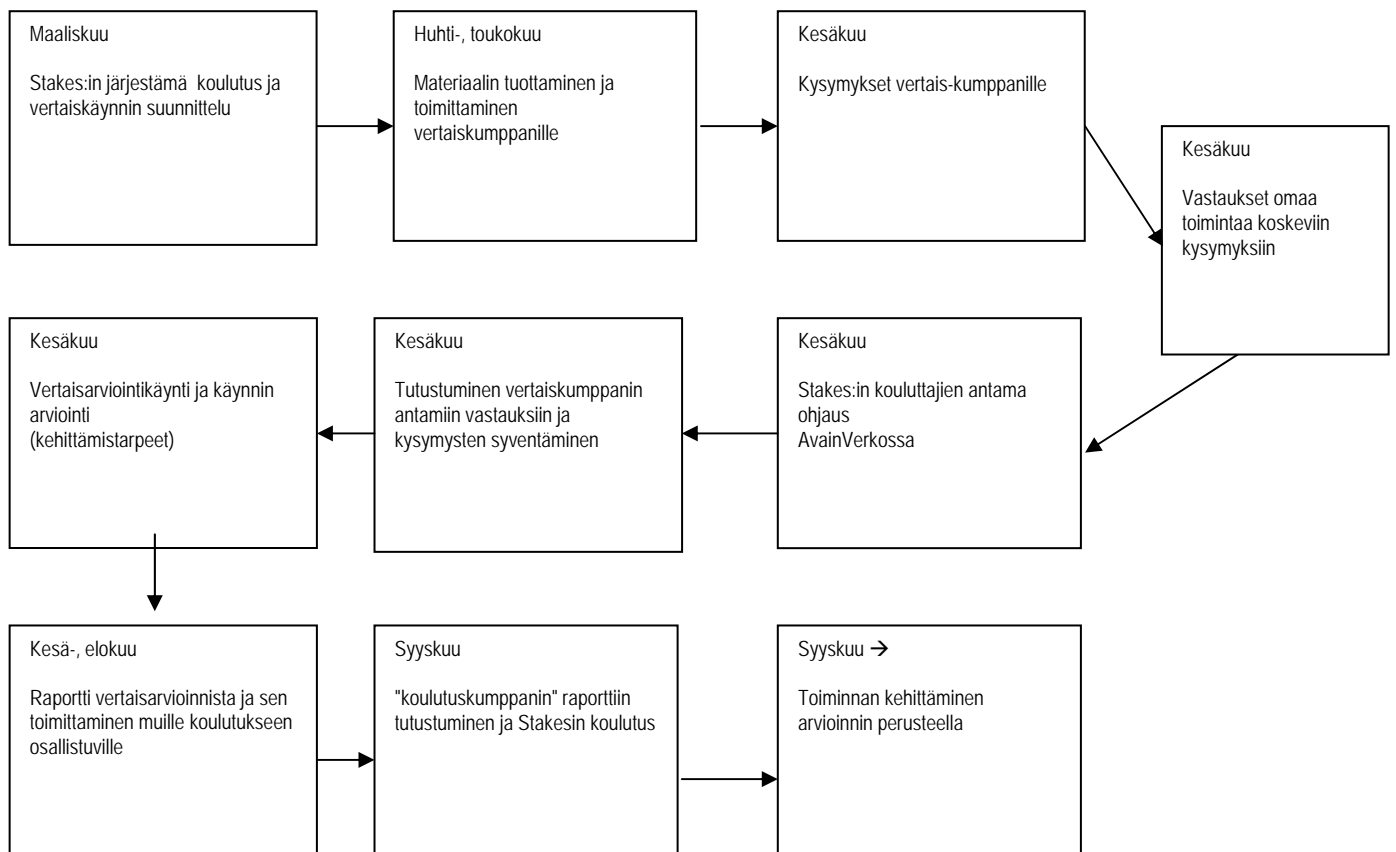 Maaliskuu
Stakes:in järjestämä koulutus ja
vertaiskäynnin suunnittelu
Huhti-, toukokuu
Materiaalin tuottaminen ja
toimittaminen
vertaiskumppanille
Kesäkuu
Kysymykset vertais-kumppanille
Kesäkuu
Vastaukset omaa
toimintaa koskeviin
kysymyksiin
Kesäkuu
Stakes:in kouluttajien antama
ohjaus
AvainVerkossa
Kesäkuu
Tutustuminen vertaiskumppanin
antamiin vastauksiin ja
kysymysten syventäminen
Kesäkuu
Vertaisarviointikäynti ja käynnin
arviointi
(kehittämistarpeet)
Kesä-, elokuu
Raportti vertaisarvioinnista ja sen
toimittaminen muille koulutukseen
osallistuville
Syyskuu
"koulutuskumppanin" raporttiin
tutustuminen ja Stakesin koulutus
Syyskuu →
Toiminnan kehittäminen
arvioinnin perusteella